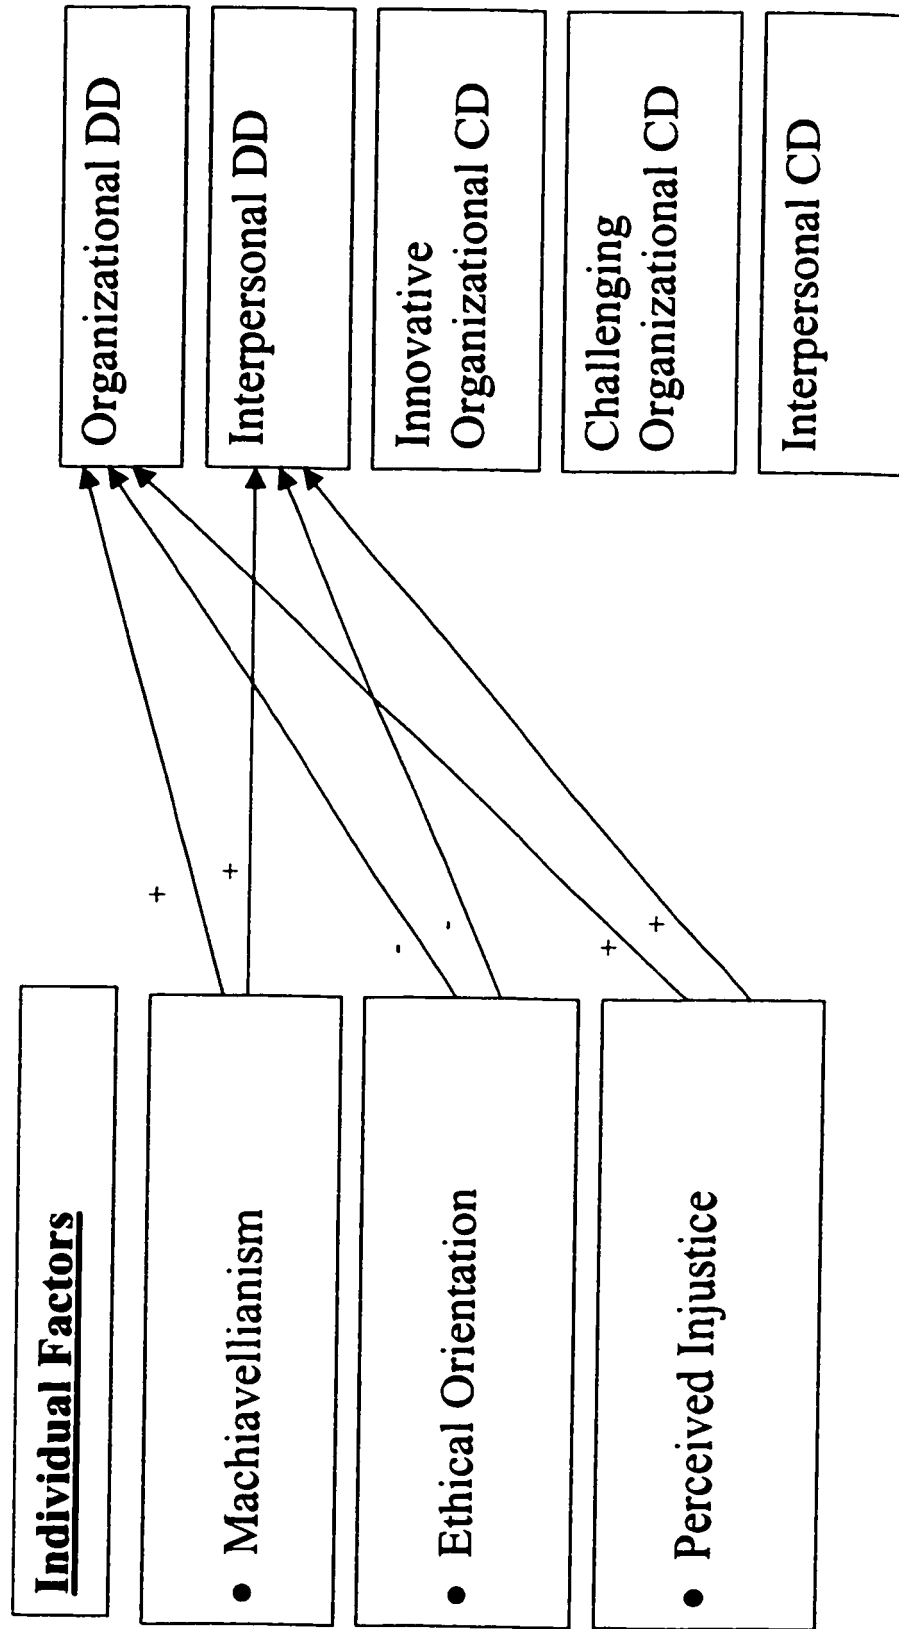 Individual Factors
• Machiavellianism
• Ethical Orientation
• Perceived Injustice
+
+
-
-
+
+
Organizational DD
Interpersonal DD
Innovative
Organizational CD
Challenging
Organizational CD
Interpersonal CD